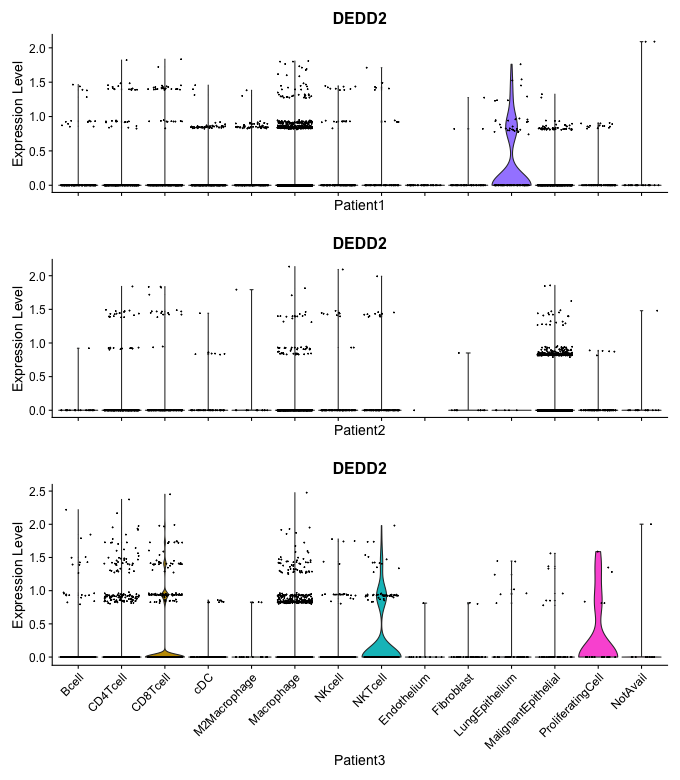 DEDD2
Expression Level
2.0
1.5
1.0
0.5
0.0
Patient1
DEDD2
Expression Level
2.0
1.5
1.0
0.5
0.0
Patient2
DEDD2
Expression Level
2.5
2.0
1.5
1.0
0.5
0.0
Bcell
CD4Tcell
CD8Tcell
cDC
M2Macrophage
Macrophage
NKcell
NKTcell
Endothelium
Fibroblast
LungEpithelium
MalignantEpithelial
ProliferatingCell
NotAvail
Patient3